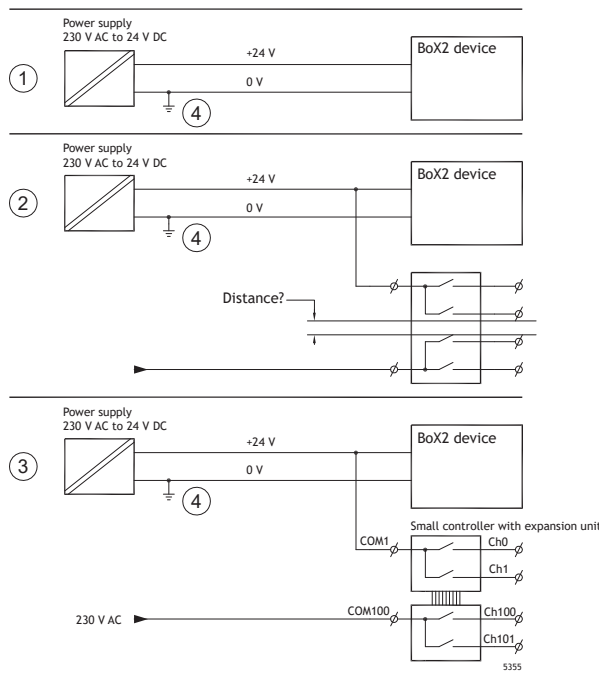 Power supply
230 V AC to 24 V DC
+24 V
BoX2 device
1
0 V
4
Power supply
230 V AC to 24 V DC
+24 V
BoX2 device
2
0 V
4
Distance?
Power supply
230 V AC to 24 V DC
+24 V
BoX2 device
3
0 V
4
Small controller with expansion unit
COM1
Ch0
Ch1
230 V AC
COM100
Ch100
Ch101
5355